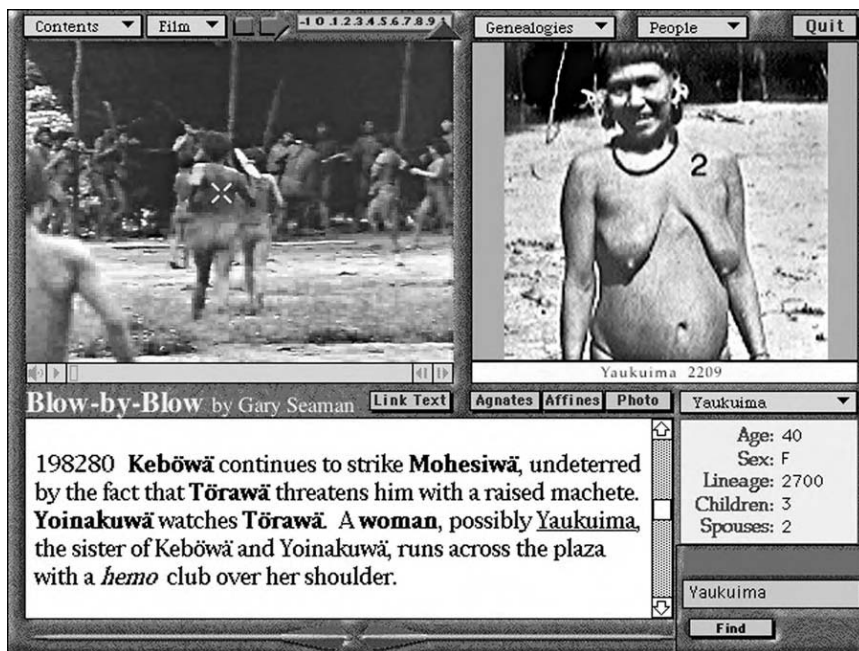 Contents Film -1 0 .1.2.3.4.5.6.7.8.9 1 Genealogies People Quit
2
Yaukuima 2209
Blow-by-Blow by Gary Seaman Link Text Agnates Affines Photo Yaukuima
198280 Keböwä continues to strike Mohesiwä, undeterred
by the fact that Törawä threatens him with a raised machete.
Yoinakuwä watches Törawä. A woman, possibly Yaukuima,
the sister of Keböwä and Yoinakuwä, runs across the plaza
with a hemo club over her shoulder.
Age: 40
Sex: F
Lineage: 2700
Children: 3
Spouses: 2
Yaukuima
Find